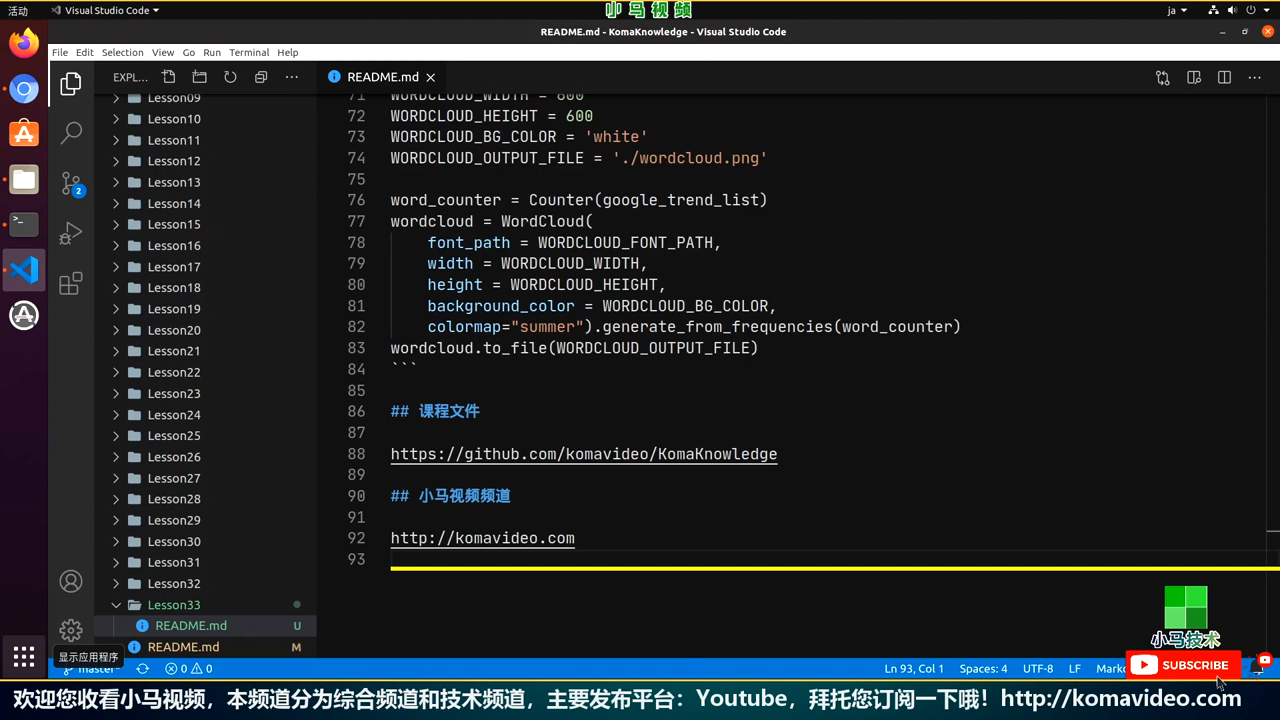 活动
Visual Studio Code
小马视频
ja
README.md - KomaKnowledge - Visual Studio Code
File Edit Selection View Go Run Terminal Help
EXPL...
README.md
Lesson09
Lesson10
Lesson11
Lesson12
Lesson13
Lesson14
Lesson15
Lesson16
Lesson17
Lesson18
Lesson19
Lesson20
Lesson21
Lesson22
Lesson23
Lesson24
Lesson25
Lesson26
Lesson27
Lesson28
Lesson29
Lesson30
Lesson31
Lesson32
Lesson33
README.md U
README.md M
2
显示应用程序
71 WORDCLOUD_WIDTH = 800
72 WORDCLOUD_HEIGHT = 600
73 WORDCLOUD_BG_COLOR = 'white'
74 WORDCLOUD_OUTPUT_FILE = './wordcloud.png'
75
76 word_counter = Counter(google_trend_list)
77 wordcloud = WordCloud(
78 font_path = WORDCLOUD_FONT_PATH,
79 width = WORDCLOUD_WIDTH,
80 height = WORDCLOUD_HEIGHT,
81 background_color = WORDCLOUD_BG_COLOR,
82 colormap="summer").generate_from_frequencies(word_counter)
83 wordcloud.to_file(WORDCLOUD_OUTPUT_FILE)
84 ```
85
86 ## 课程文件
87
88 https://github.com/komavideo/KomaKnowledge
89
90 ## 小马视频频道
91
92 http://komavideo.com
93
小马技术
SUBSCRIBE
master* 0 0 Ln 93, Col 1 Spaces: 4 UTF-8 LF
欢迎您收看小马视频，本频道分为综合频道和技术频道，主要发布平台：Youtube，拜托您订阅一下哦！http://komavideo.com